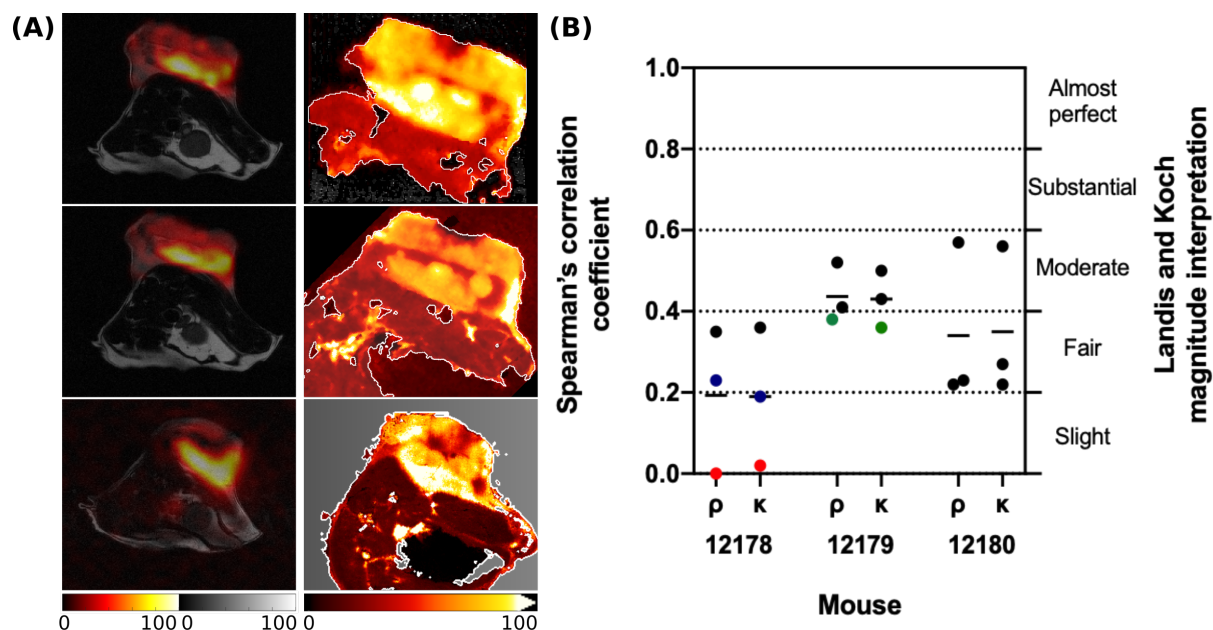 (A)
0 100 0 100
0 100
(B)
Spearman's correlation
coefficient
1.0
0.8
0.6
0.4
0.2
0.0
Almost
perfect
Substantial
Moderate
Fair
Slight
Landis and Koch
magnitude interpretation
ρ κ ρ κ ρ κ
12178 12179 12180
Mouse